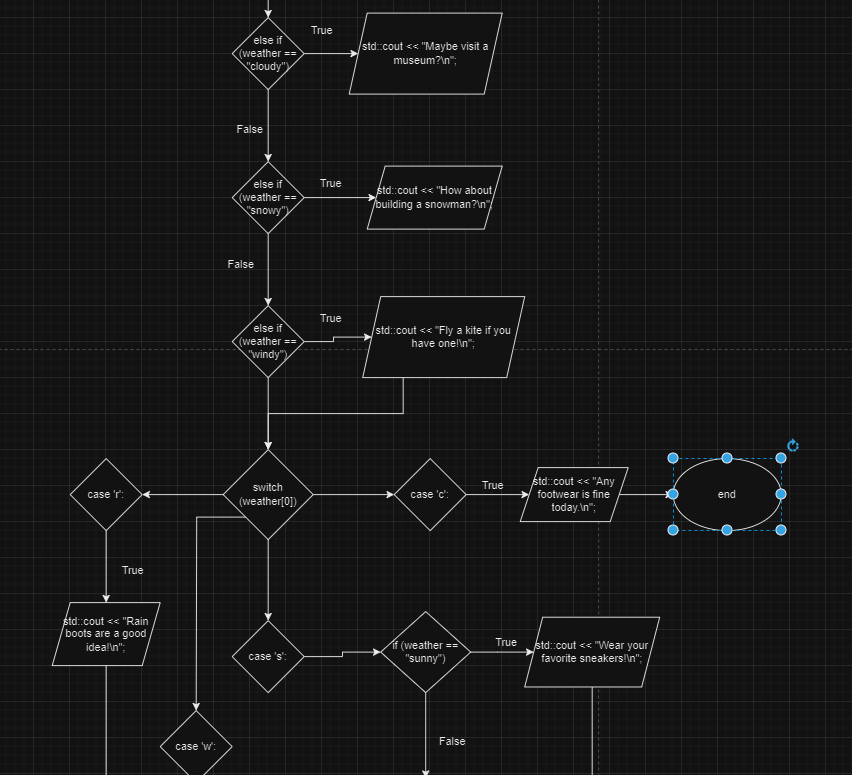 True
else if
(weather ==
"cloudy")
std::cout << "Maybe visit a
museum?\n";
False
True
else if
(weather ==
"snowy")
std::cout << "How about
building a snowman?\n";
False
True
else if
(weather ==
"windy")
std::cout << "Fly a kite if you
have one!\n";
case 'r':
switch
(weather[0])
case 'c':
True
std::cout << "Any
footwear is fine
today.\n";
end
True
std::cout << "Rain
boots are a good
idea!\n";
case 's':
if (weather ==
"sunny")
True
std::cout << "Wear your
favorite sneakers!\n";
case 'w':
False